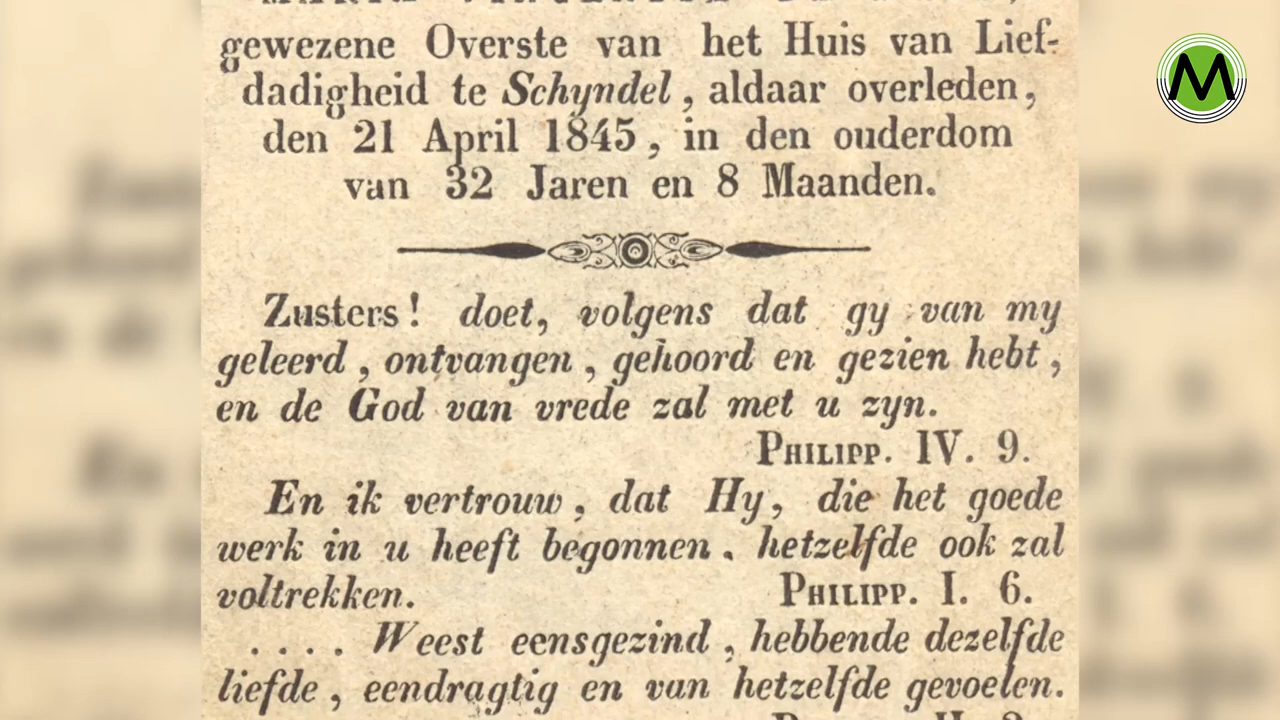 gewezene Overste van het Huis van Lief-
dadigheid te Schyndel, aldaar overleden,
den 21 April 1845, in den ouderdom
van 32 Jaren en 8 Maanden.
Zusters! doet, volgens dat gy van my
geleerd, ontvangen, gehoord en gezien hebt,
en de God van vrede zal met u zyn.
PHILIPP. IV. 9.
En ik vertrouw, dat Hy, die het goede
werk in u heeft begonnen, hetzelfde ook zal
voltrekken. PHILIPP. I. 6.
.... Weest eensgezind, hebbende dezelfde
liefde, eendragtig en van hetzelfde gevoelen.
M